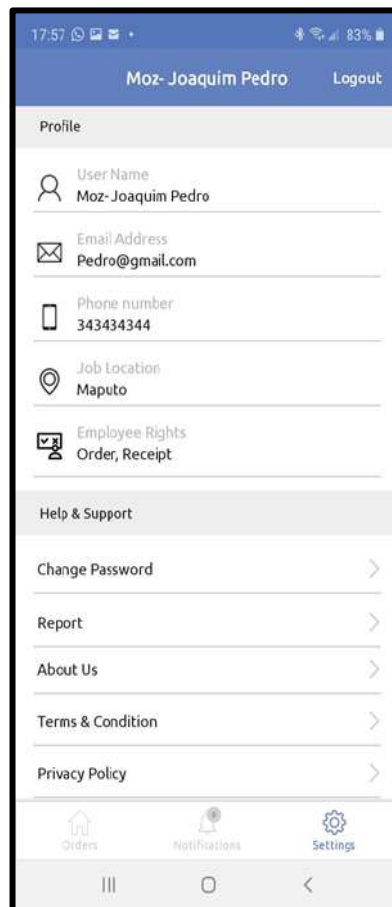 17:57 83%
Moz- Joaquim Pedro Logout
Profile
User Name
Moz-Joaquim Pedro
Email Address
Pedro@gmail.com
Phone number
343434344
Job Location
Maputo
Employee Rights
Order, Receipt
Help & Support
Change Password
Report
About Us
Terms & Condition
Privacy Policy
Orders Notifications Settings